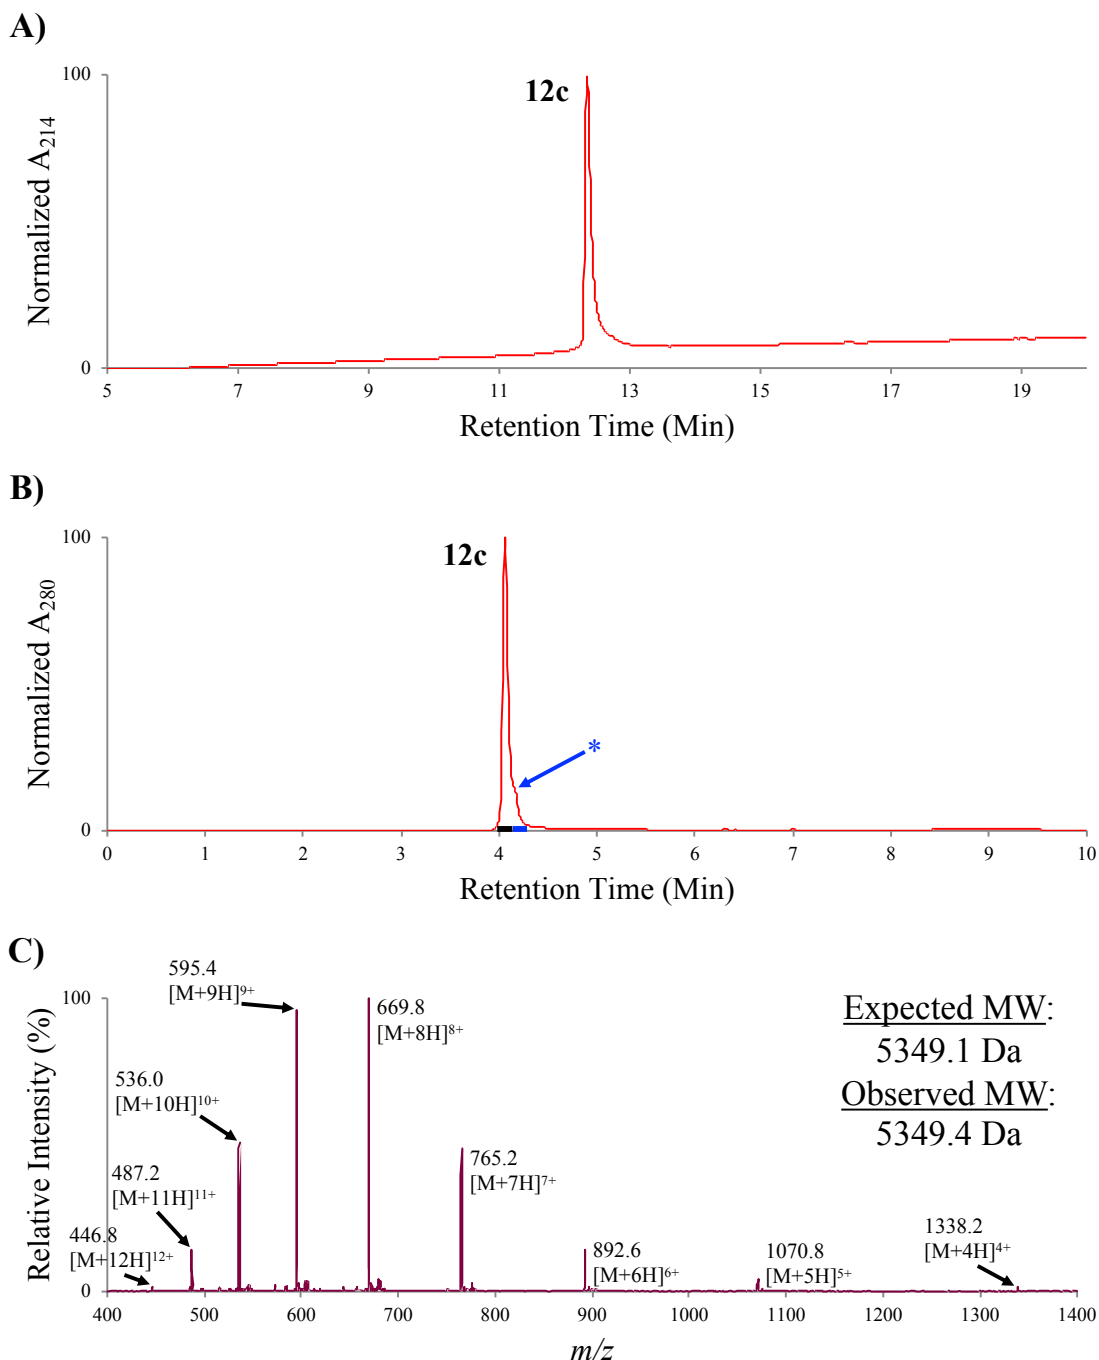 A)
100
12c
Normalized A₂₁₄
0
5 7 9 11 13 15 17 19
Retention Time (Min)
B)
100
12c
Normalized A₂₈₀
*
0
0 1 2 3 4 5 6 7 8 9 10
Retention Time (Min)
C)
595.4
[M+9H]⁹⁺
100
669.8
[M+8H]⁸⁺
Expected MW:
5349.1 Da
Observed MW:
5349.4 Da
Relative Intensity (%)
536.0
[M+10H]¹⁰⁺
487.2
[M+11H]¹¹⁺
765.2
[M+7H]⁷⁺
446.8
[M+12H]¹²⁺
892.6
[M+6H]⁶⁺
1070.8
[M+5H]⁵⁺
1338.2
[M+4H]⁴⁺
0
400 500 600 700 800 900 1000 1100 1200 1300 1400
m/z